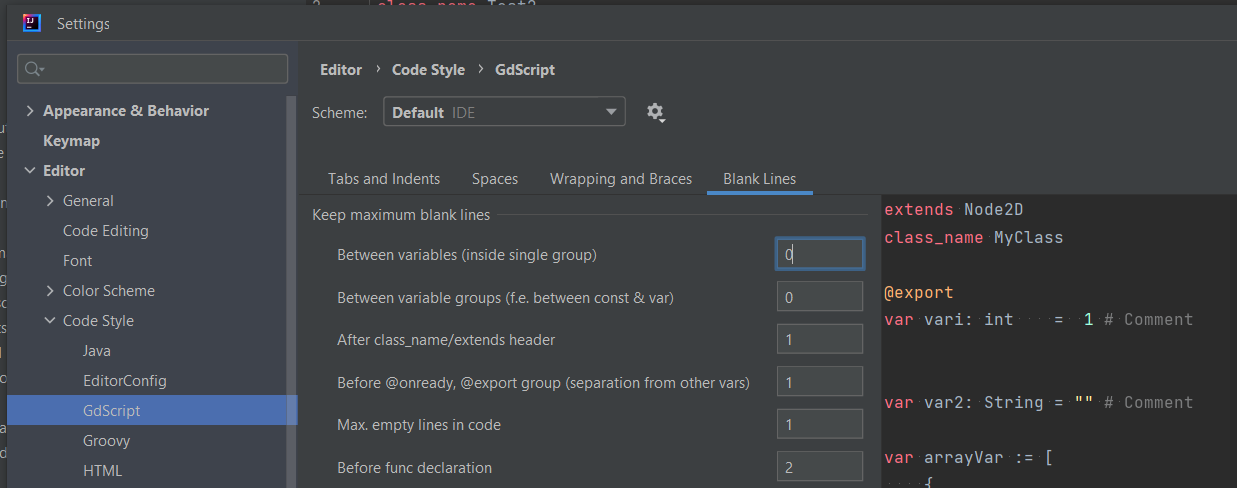 class_name Test2
Settings
Editor › Code Style › GdScript
Scheme: Default IDE
Appearance & Behavior
Keymap
Editor
General
Code Editing
Font
Color Scheme
Code Style
Java
EditorConfig
GdScript
Groovy
HTML
Tabs and Indents Spaces Wrapping and Braces Blank Lines
Keep maximum blank lines
Between variables (inside single group) 0
Between variable groups (f.e. between const & var) 0
After class_name/extends header 1
Before @onready, @export group (separation from other vars) 1
Max. empty lines in code 1
Before func declaration 2
extends Node2D
class_name MyClass
@export
var vari: int = 1 # Comment
var var2: String = "" # Comment
var arrayVar := [
{